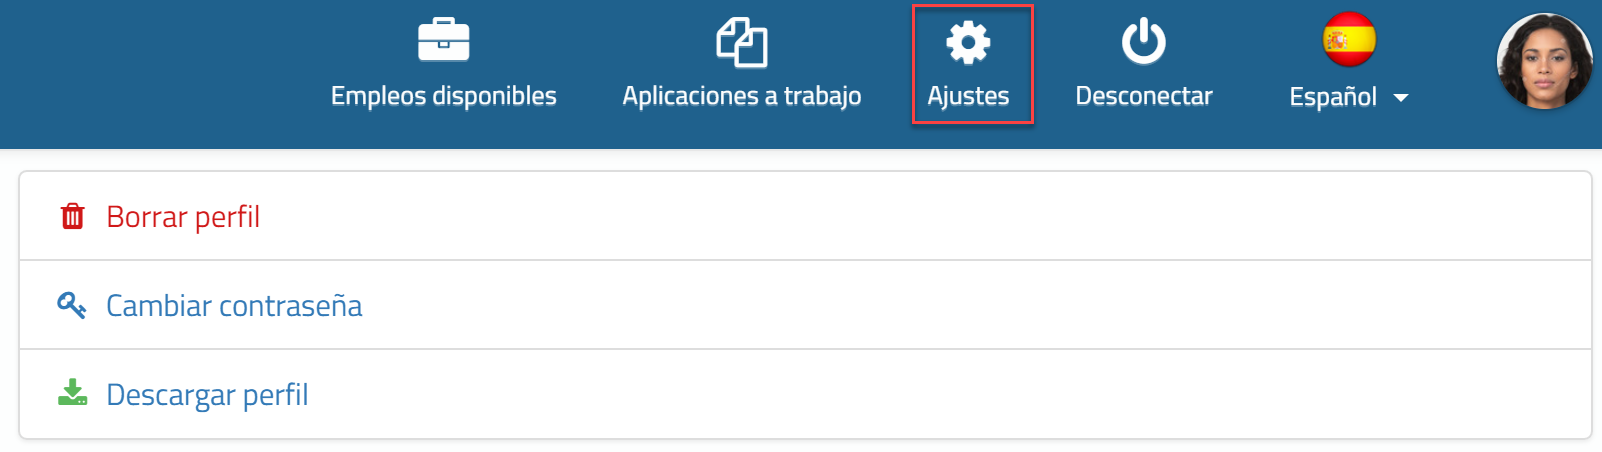 Empleos disponibles
Aplicaciones a trabajo
Ajustes
Desconectar
Español
Borrar perfil
Cambiar contraseña
Descargar perfil